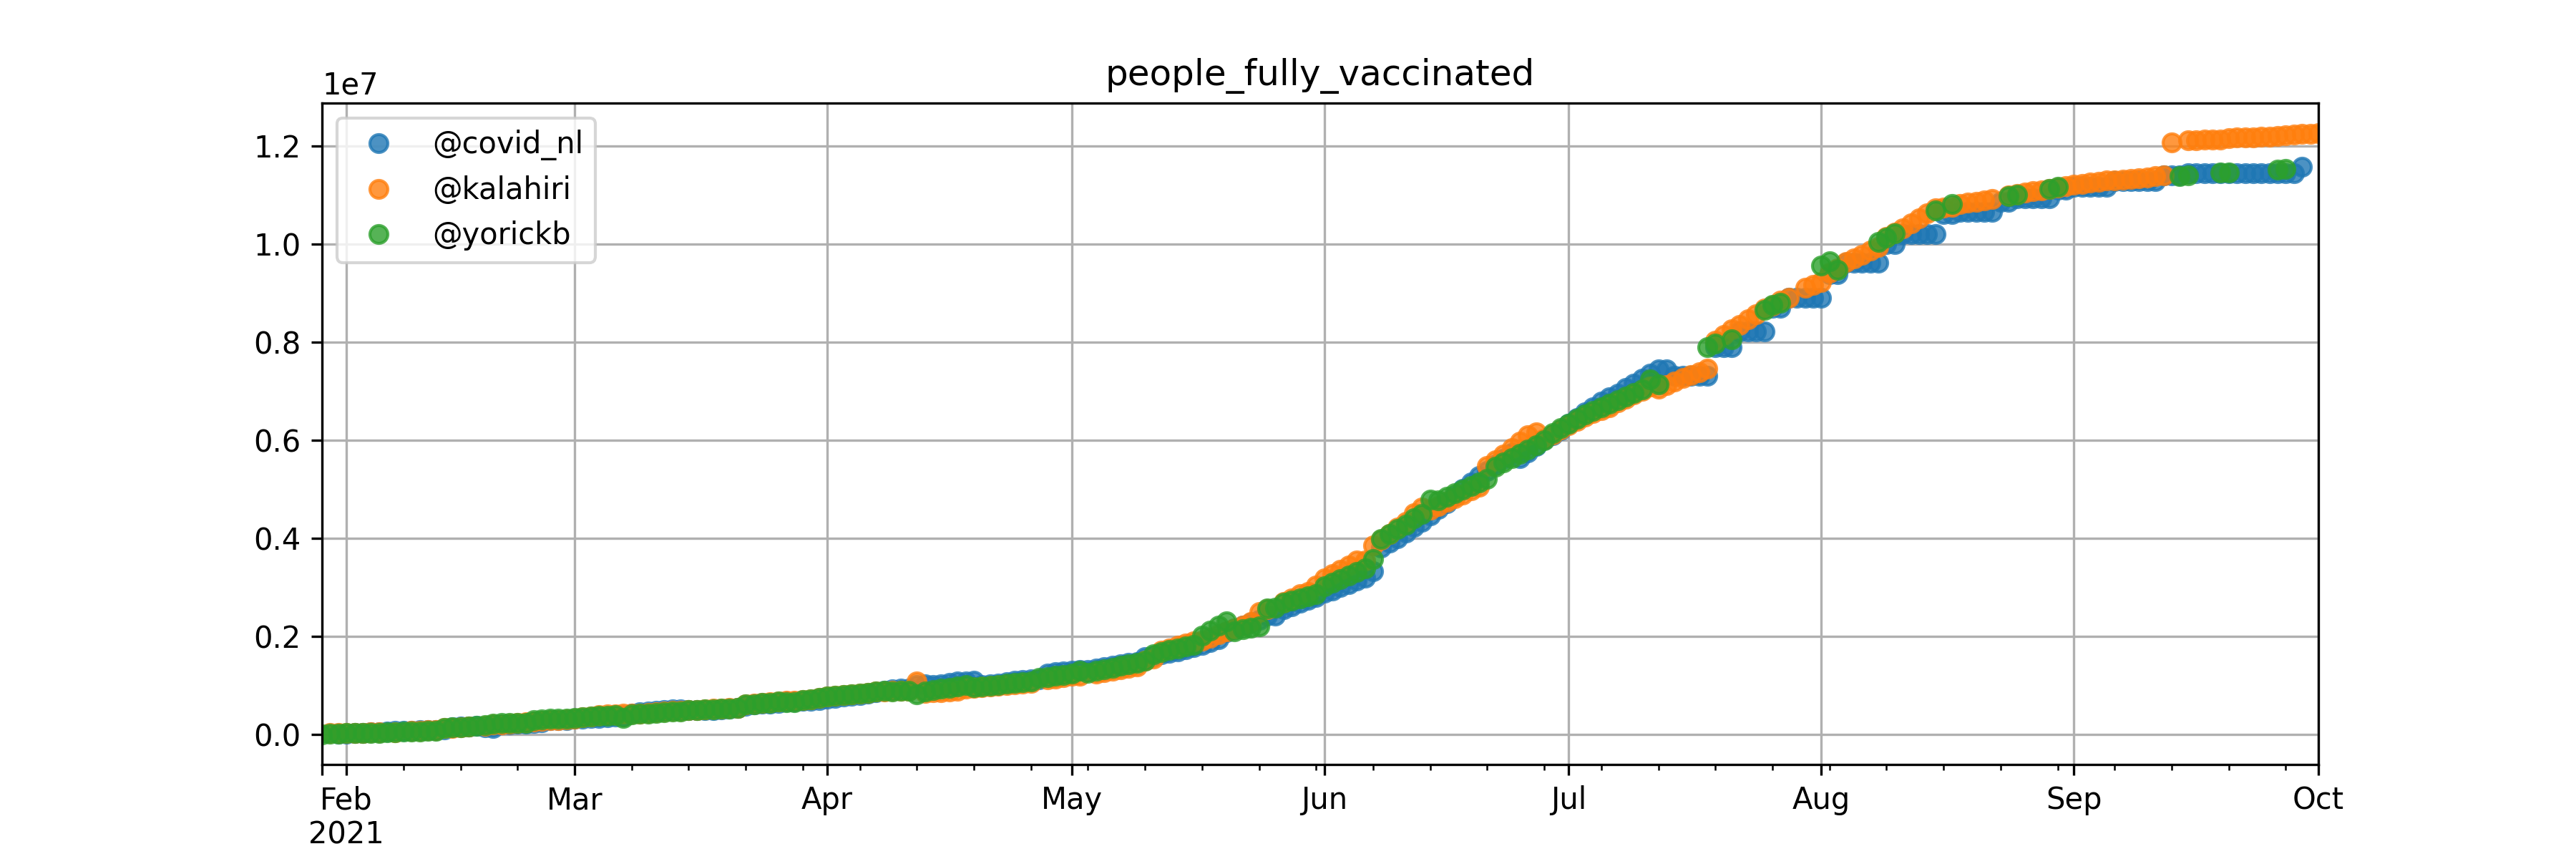 people_fully_vaccinated
1e7
@covid_nl
@kalahiri
@yorickb
1.2
1.0
0.8
0.6
0.4
0.2
0.0
Feb Mar Apr May Jun Jul Aug Sep Oct
2021